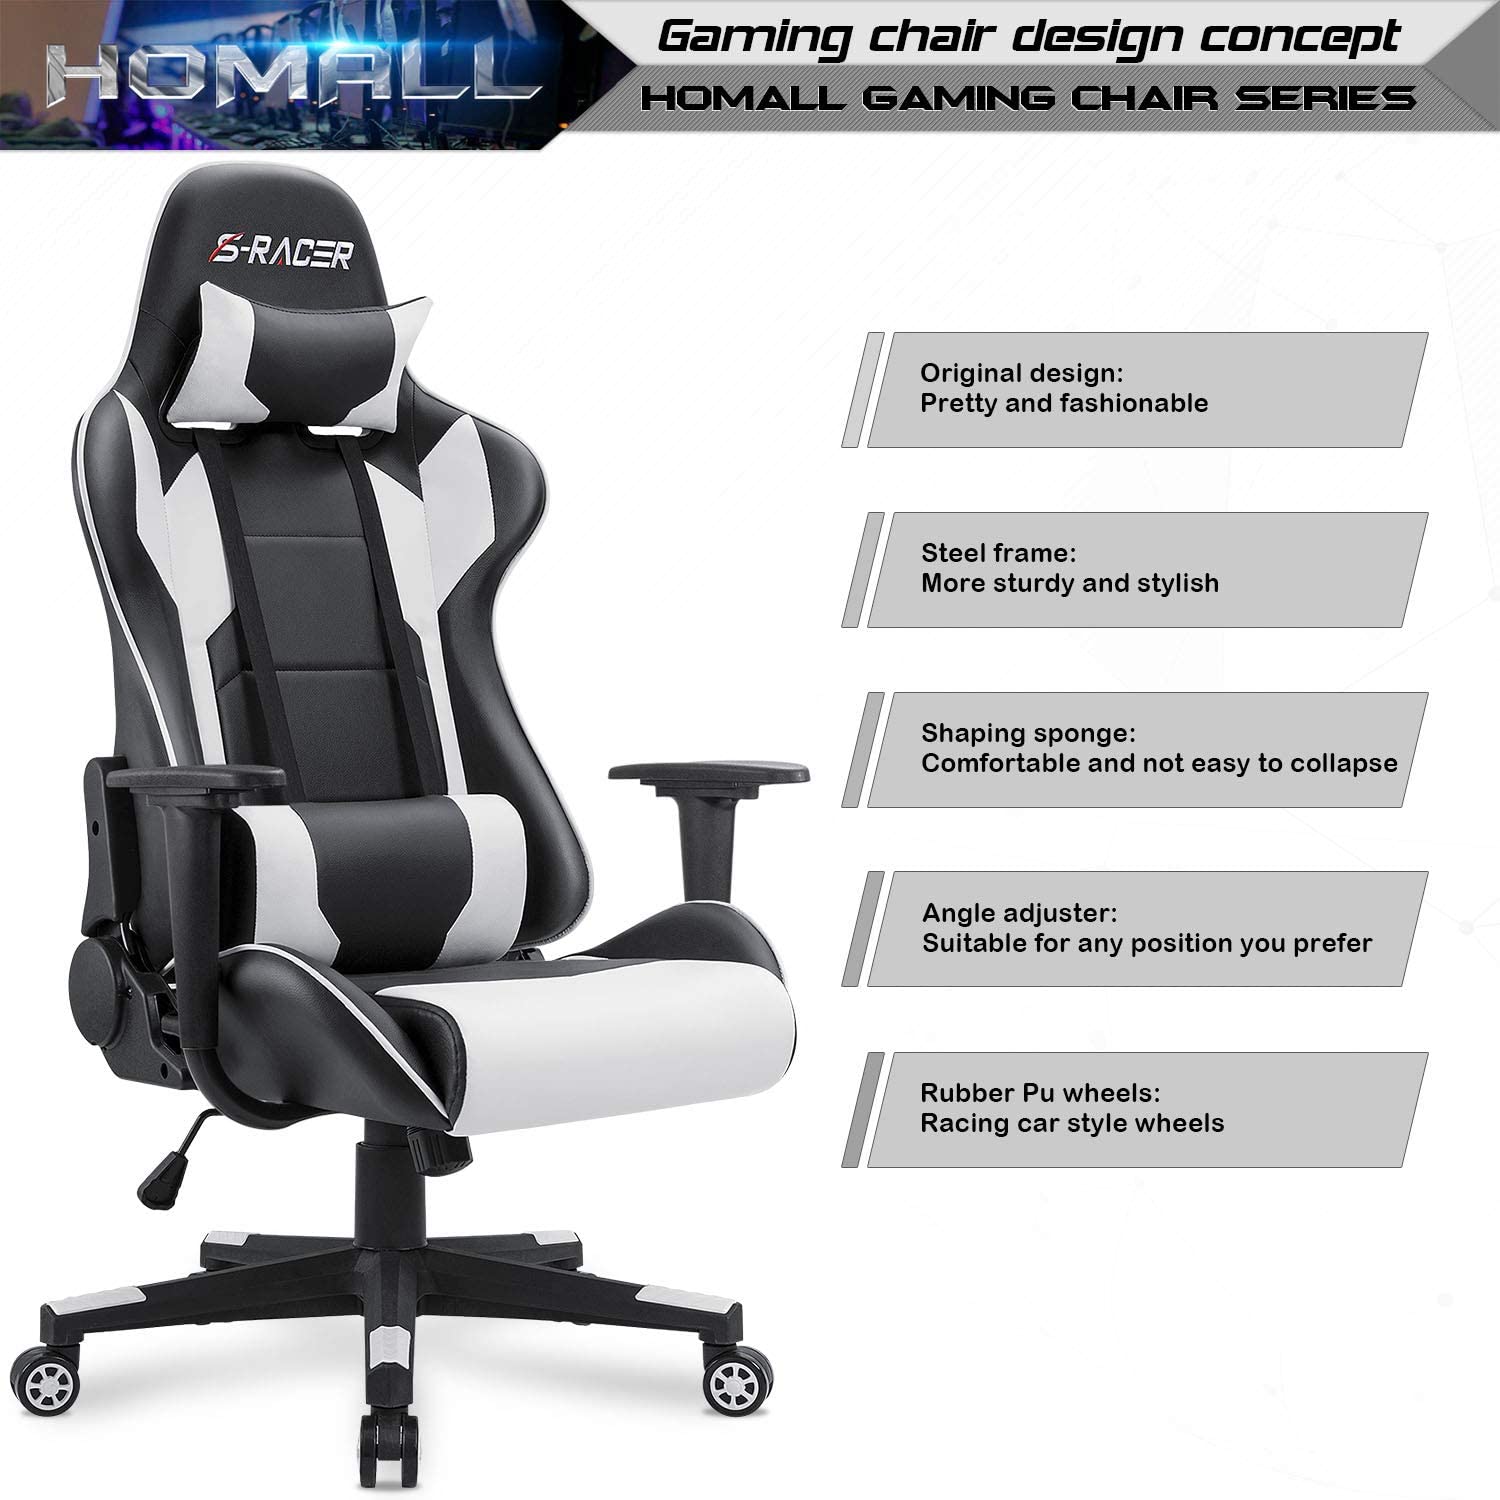 HOMALL
Gaming chair design concept
HOMALL GAMING CHAIR SERIES
S-RACER
Original design:
Pretty and fashionable
Steel frame:
More sturdy and stylish
Shaping sponge:
Comfortable and not easy to collapse
Angle adjuster:
Suitable for any position you prefer
Rubber Pu wheels:
Racing car style wheels